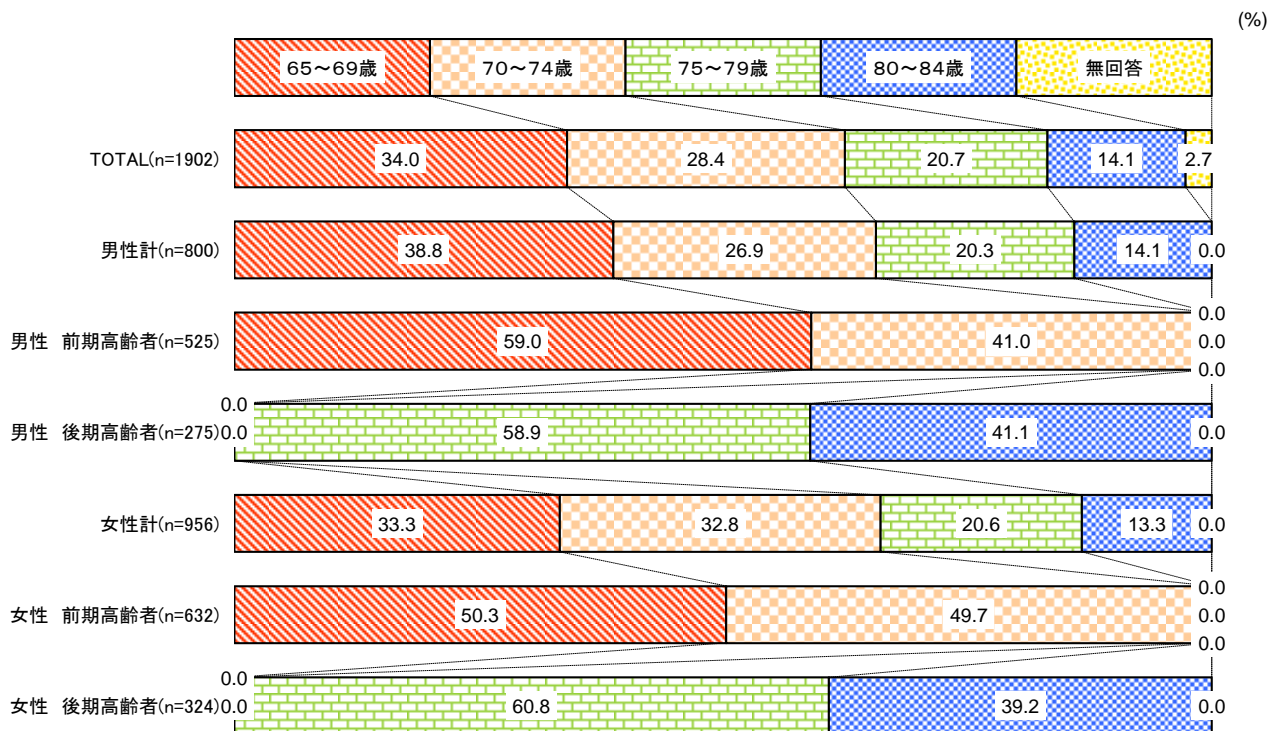 (%)
65～69歳 70～74歳 75～79歳 80～84歳 無回答
TOTAL(n=1902) 34.0 28.4 20.7 14.1 2.7
男性計(n=800) 38.8 26.9 20.3 14.1 0.0
0.0
男性 前期高齢者(n=525) 59.0 41.0 0.0
0.0
0.0
男性 後期高齢者(n=275) 0.0 58.9 41.1 0.0
女性計(n=956) 33.3 32.8 20.6 13.3 0.0
0.0
女性 前期高齢者(n=632) 50.3 49.7 0.0
0.0
0.0
女性 後期高齢者(n=324) 0.0 60.8 39.2 0.0